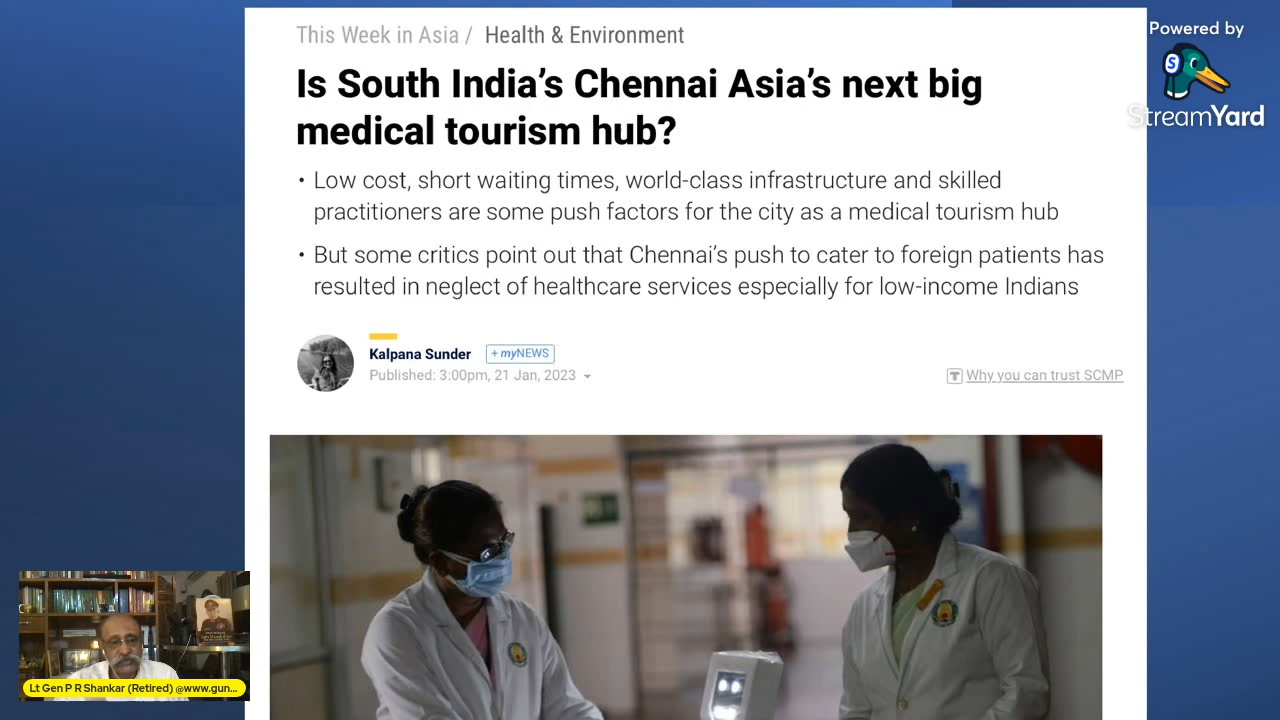 This Week in Asia / Health & Environment
Is South India’s Chennai Asia’s next big
medical tourism hub?
• Low cost, short waiting times, world-class infrastructure and skilled
practitioners are some push factors for the city as a medical tourism hub
• But some critics point out that Chennai’s push to cater to foreign patients has
resulted in neglect of healthcare services especially for low-income Indians
Kalpana Sunder + myNEWS
Published: 3:00pm, 21 Jan, 2023
Why you can trust SCMP
Powered by
StreamYard
Lt Gen P R Shankar (Retired) @www.gun...